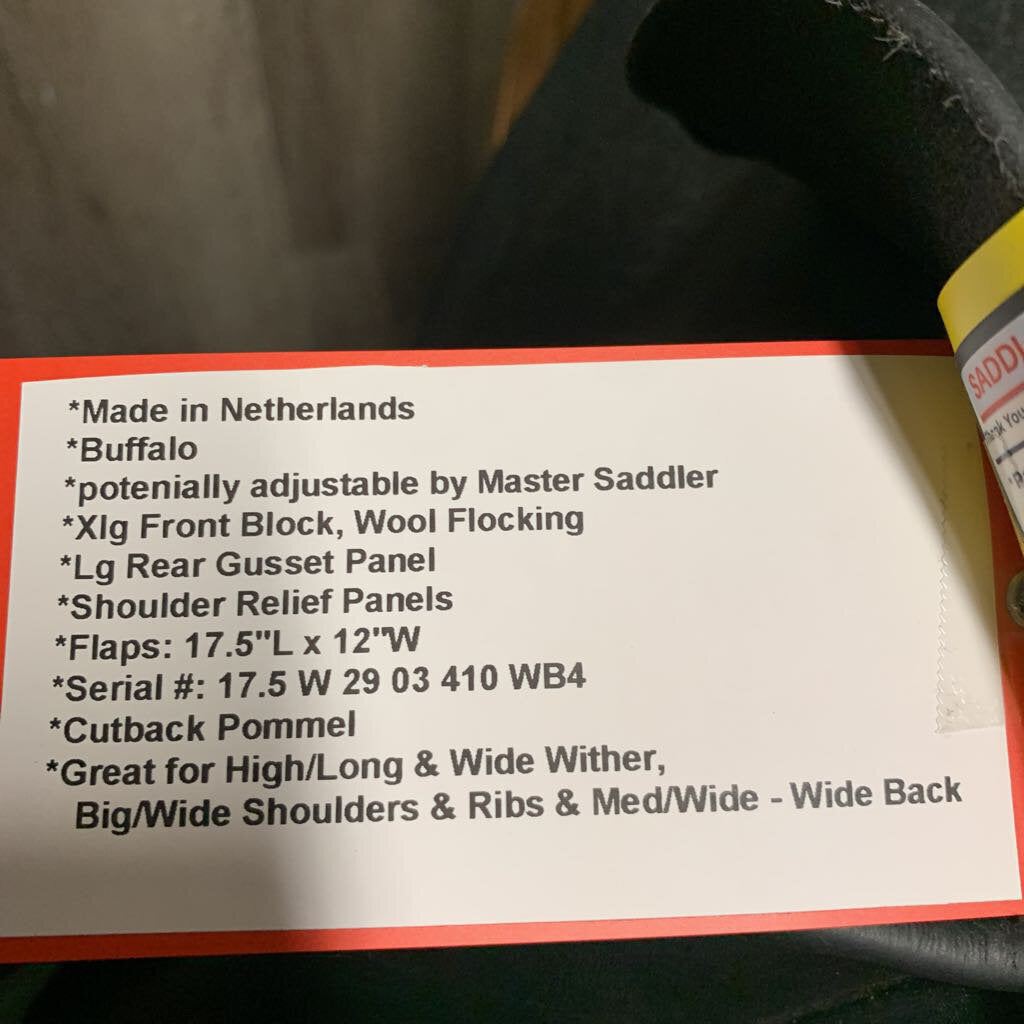 *Made in Netherlands
*Buffalo
*potenially adjustable by Master Saddler
*Xlg Front Block, Wool Flocking
*Lg Rear Gusset Panel
*Shoulder Relief Panels
*Flaps: 17.5"L x 12"W
*Serial #: 17.5 W 29 03 410 WB4
*Cutback Pommel
*Great for High/Long & Wide Wither,
Big/Wide Shoulders & Ribs & Med/Wide - Wide Back
SADDL
You